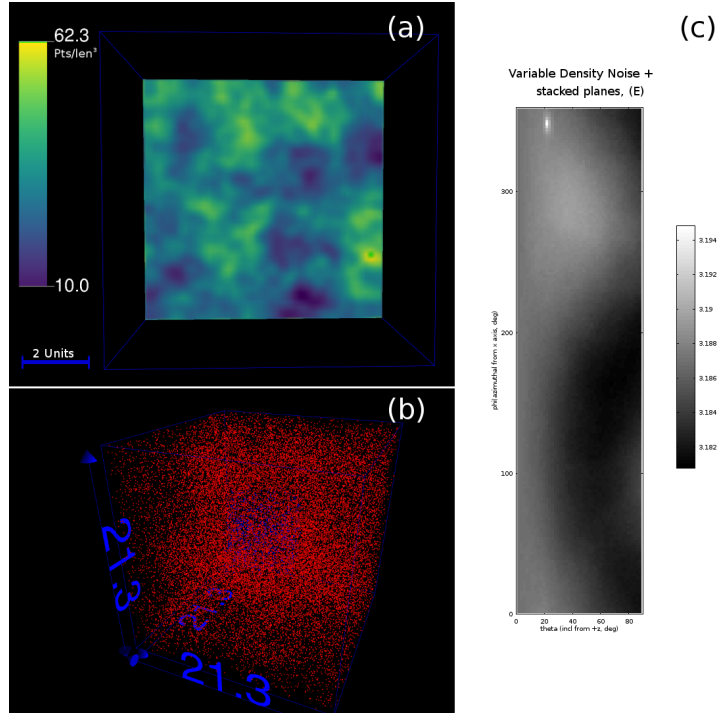 (a)
62.3
Pts/len³
10.0
2 Units
(b)
21.3
21.3
21.3
(c)
Variable Density Noise +
stacked planes, (E)
phi(azimuthal from x axis, deg)
300
200
100
0
0 20 40 60 80
theta (incl from +z, deg)
3.194
3.192
3.19
3.188
3.186
3.184
3.182